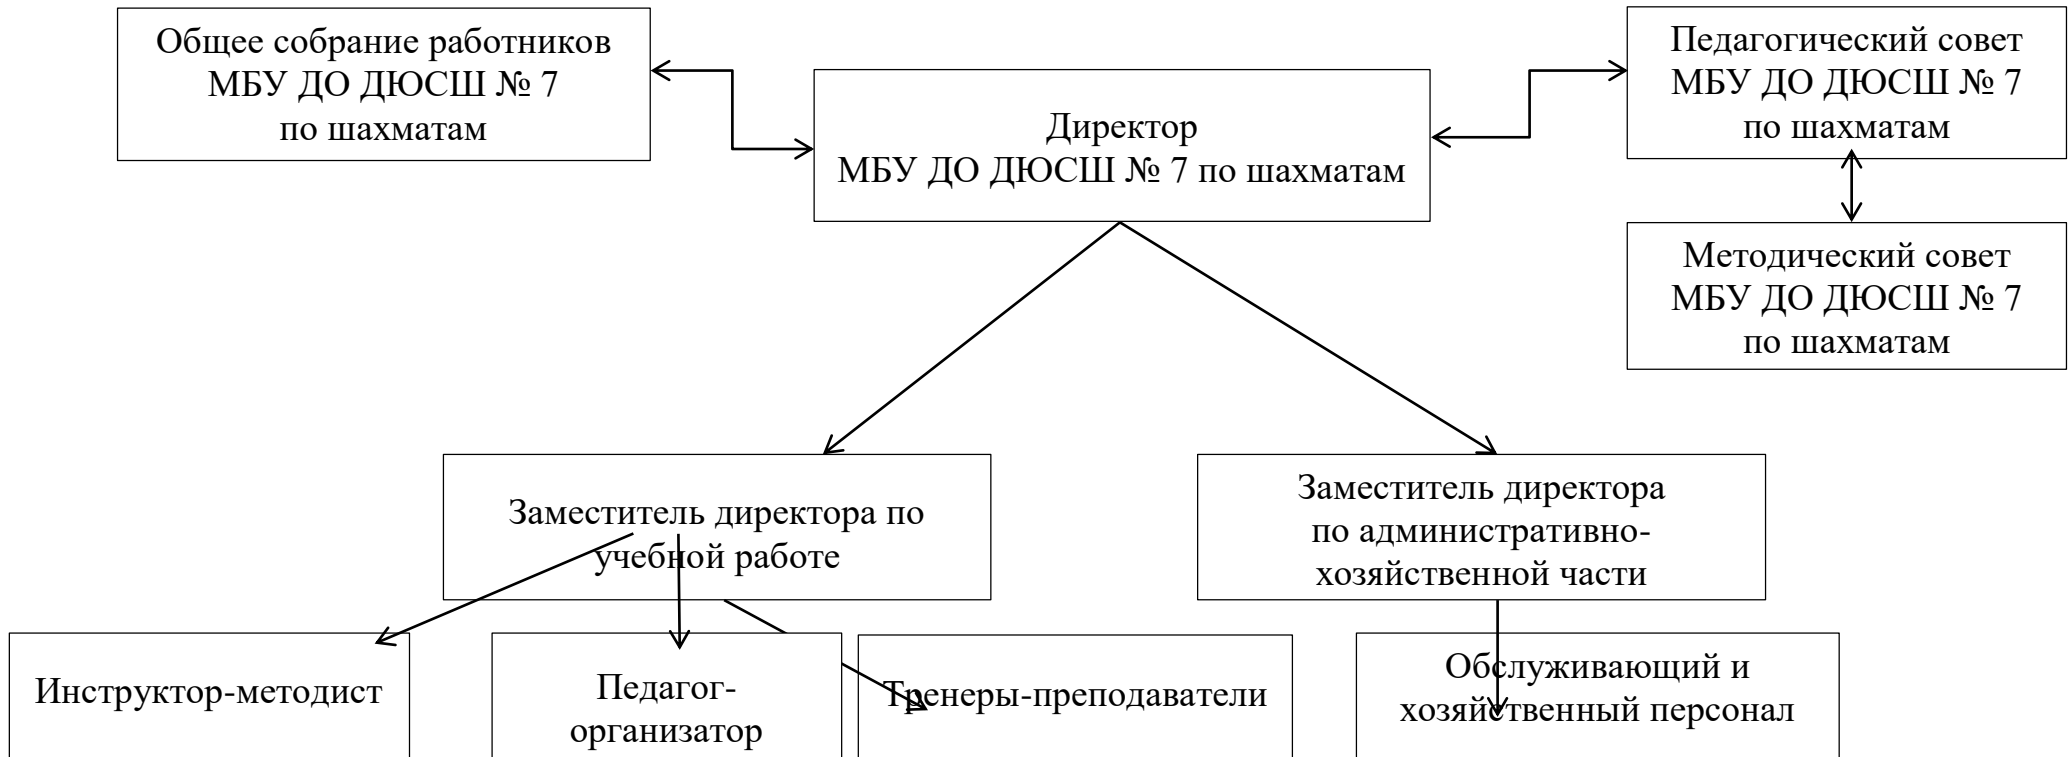 Общее собрание работников
МБУ ДО ДЮСШ № 7
по шахматам
Директор
МБУ ДО ДЮСШ № 7 по шахматам
Педагогический совет
МБУ ДО ДЮСШ № 7
по шахматам
Методический совет
МБУ ДО ДЮСШ № 7
по шахматам
Заместитель директора по
учебной работе
Заместитель директора
по административно-
хозяйственной части
Инструктор-методист
Педагог-
организатор
Тренеры-преподаватели
Обслуживающий и
хозяйственный персонал